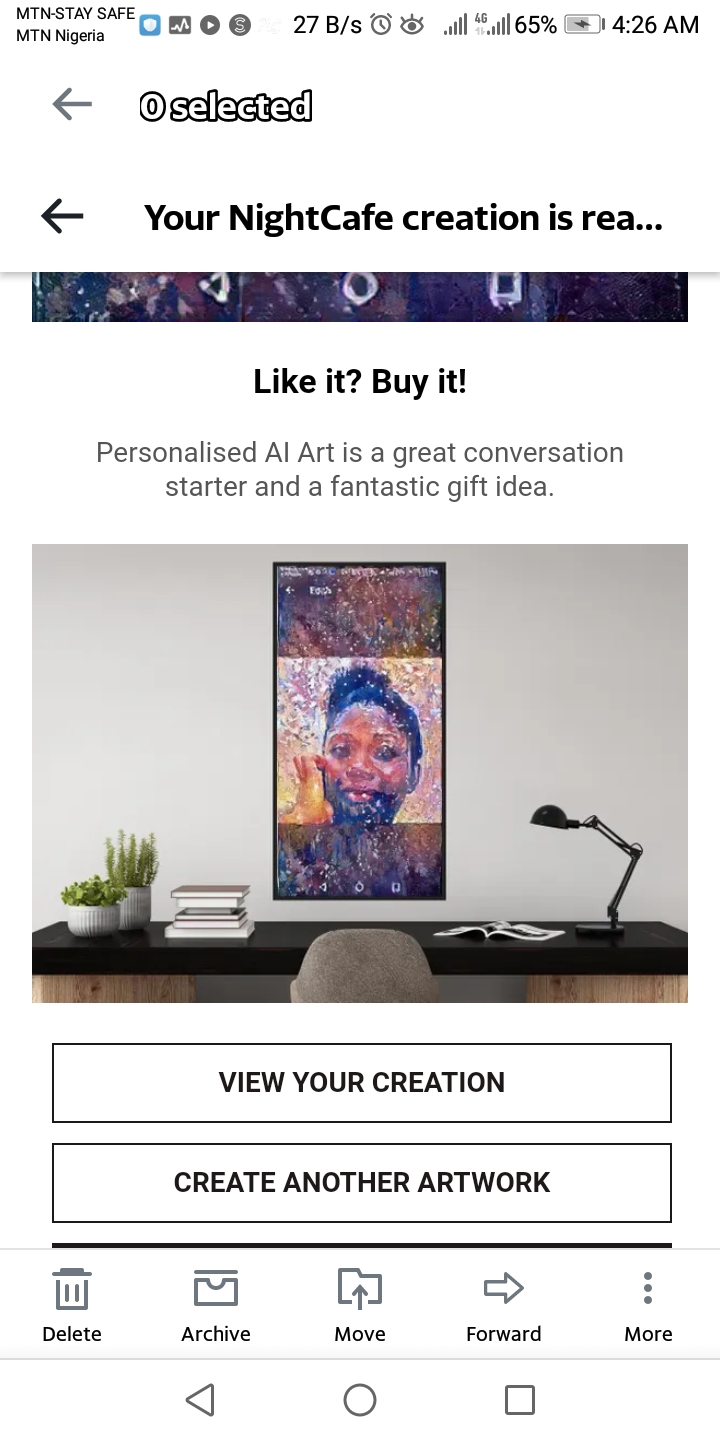 MTN-STAY SAFE
MTN Nigeria
27 B/s
4G
65%
4:26 AM
0 selected
Your NightCafe creation is rea...
Like it? Buy it!
Personalised AI Art is a great conversation
starter and a fantastic gift idea.
VIEW YOUR CREATION
CREATE ANOTHER ARTWORK
Delete
Archive
Move
Forward
More